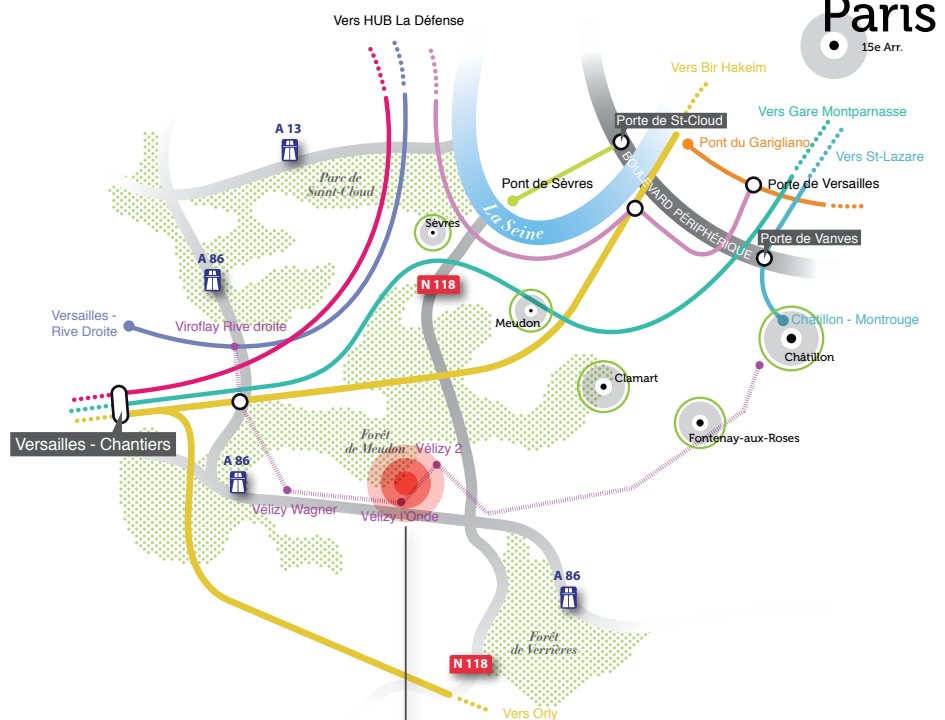 Paris
15e Arr.
Vers HUB La Défense
Vers Bir Hakeim
Vers Gare Montparnasse
Porte de St-Cloud
A 13
Pont du Garigliano
Vers St-Lazare
Parc de
Saint-Cloud
Pont de Sèvres
Porte de Versailles
BOULEVARD PÉRIPHÉRIQUE
La Seine
Sèvres
Porte de Vanves
A 86
N 118
Versailles -
Rive Droite
Viroflay Rive droite
Meudon
Châtillon - Montrouge
Châtillon
Clamart
Versailles - Chantiers
Forêt
de Meudon
Vélizy 2
Fontenay-aux-Roses
A 86
Vélizy Wagner
Vélizy l'Onde
A 86
Forêt
de Verrières
N 118
Vers Orly